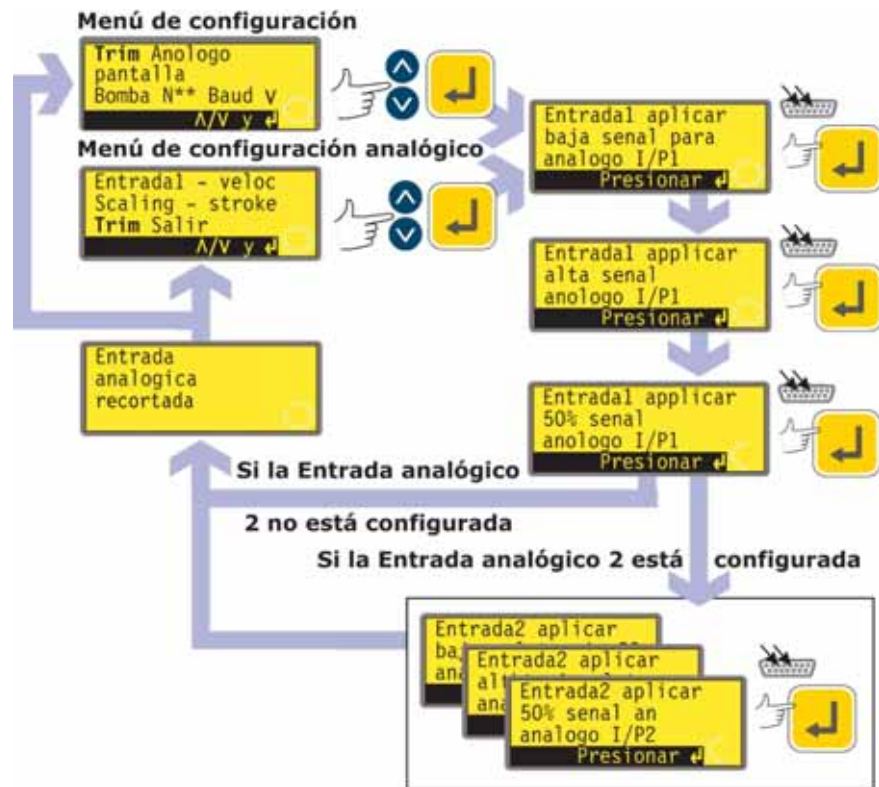 Menú de configuración
Trim Anologo
pantalla
Bomba N** Baud V
Λ/V y ↲
Menú de configuración analógico
Entrada1 - veloc
Scaling - stroke
Trim Salir
Λ/V y ↲
Entrada1 aplicar
baja senal para
analogo I/P1
Presionar ↲
Entrada1 applicar
alta senal
anologo I/P1
Presionar ↲
Entrada1 applicar
50% senal
anologo I/P1
Presionar ↲
Entrada
analogica
recortada
Si la Entrada analógico
2 no está configurada
Si la Entrada analógico 2 está configurada
Entrada2 aplicar
Entrada2 aplicar
Entrada2 aplicar
50% senal an
analogo I/P2
Presionar ↲